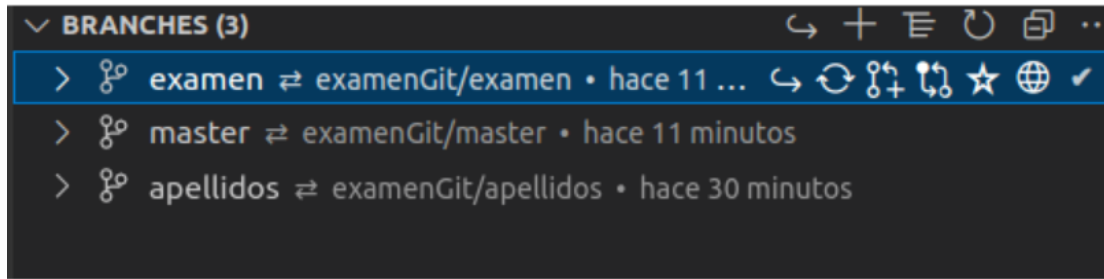 BRANCHES (3)
examen ⇄ examenGit/examen • hace 11 ...
master ⇄ examenGit/master • hace 11 minutos
apellidos ⇄ examenGit/apellidos • hace 30 minutos